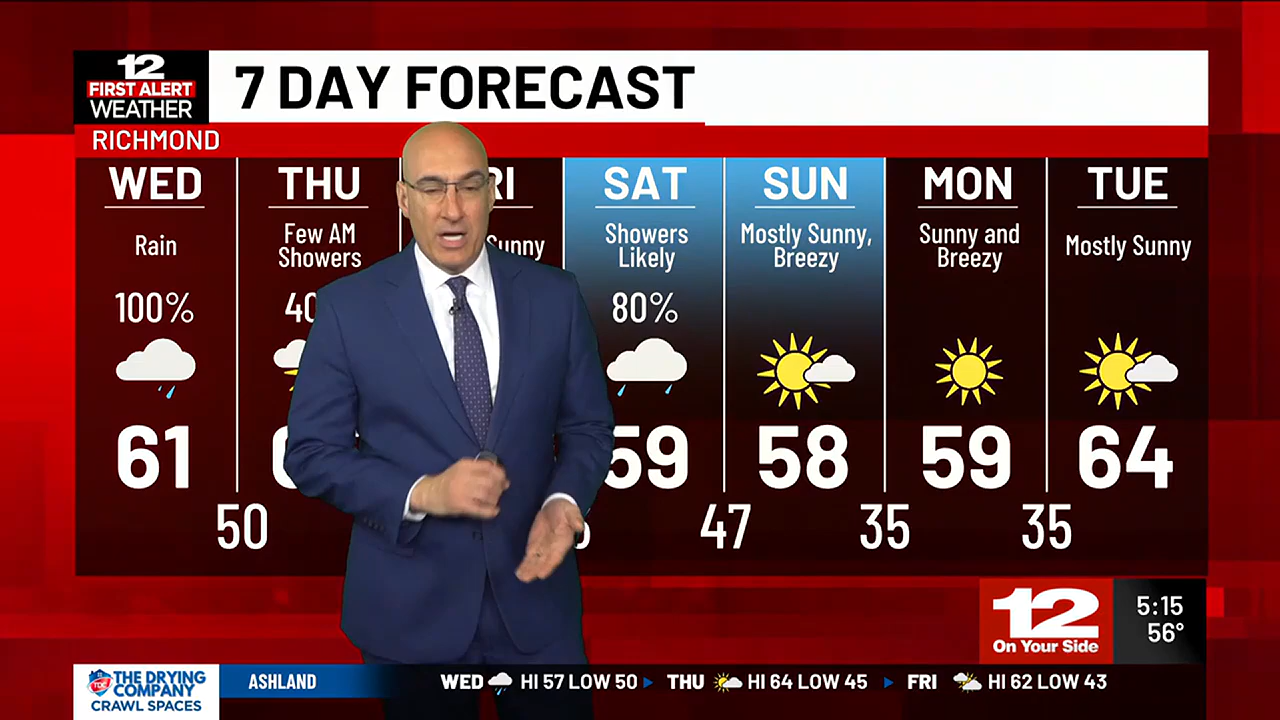 12
FIRST ALERT
WEATHER
7 DAY FORECAST
RICHMOND
WED
THU
SAT
SUN
MON
TUE
Rain
Few AM
Showers
Sunny
Showers
Likely
Mostly Sunny,
Breezy
Sunny and
Breezy
Mostly Sunny
100%
80%
61
59
58
59
64
50
47
35
35
12
On Your Side
5:15
56°
THE DRYING
COMPANY
CRAWL SPACES
ASHLAND
WED HI 57 LOW 50 THU HI 64 LOW 45 FRI HI 62 LOW 43